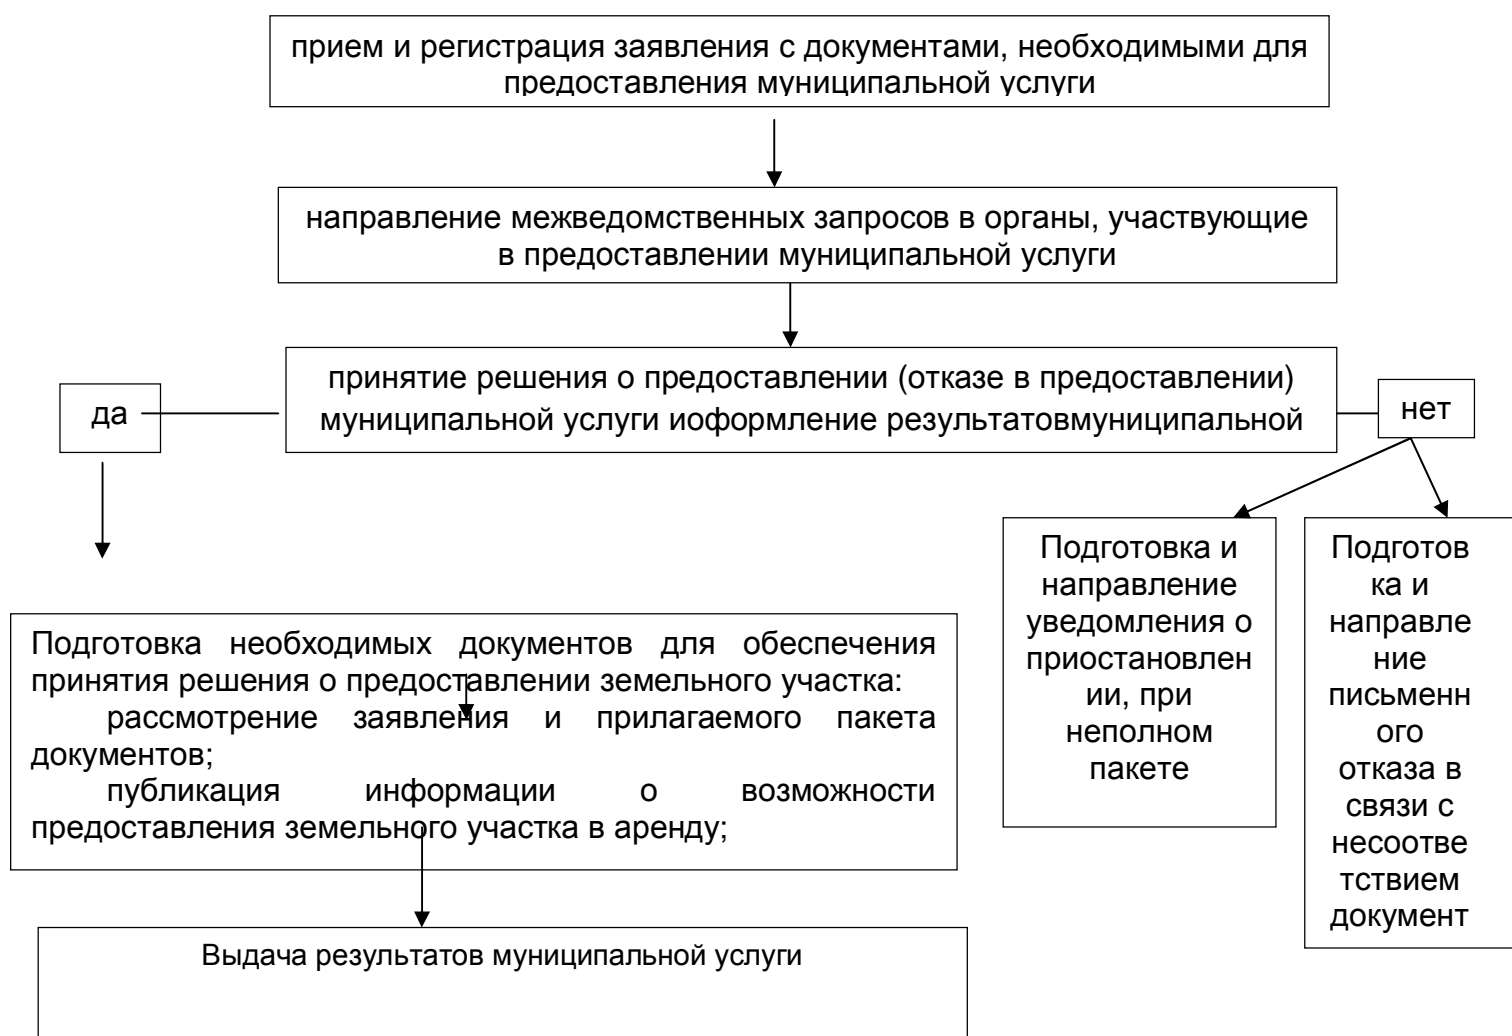 прием и регистрация заявления с документами, необходимыми для
предоставления муниципальной услуги
направление межведомственных запросов в органы, участвующие
в предоставлении муниципальной услуги
принятие решения о предоставлении (отказе в предоставлении)
муниципальной услуги иоформление результатовмуниципальной
да
нет
Подготовка необходимых документов для обеспечения
принятия решения о предоставлении земельного участка:
рассмотрение заявления и прилагаемого пакета
документов;
публикация информации о возможности
предоставления земельного участка в аренду;
Подготовка и
направление
уведомления о
приостановлен
ии, при
неполном
пакете
Подготов
ка и
направле
ние
письменн
ого
отказа в
связи с
несоотве
тствием
документ
Выдача результатов муниципальной услуги